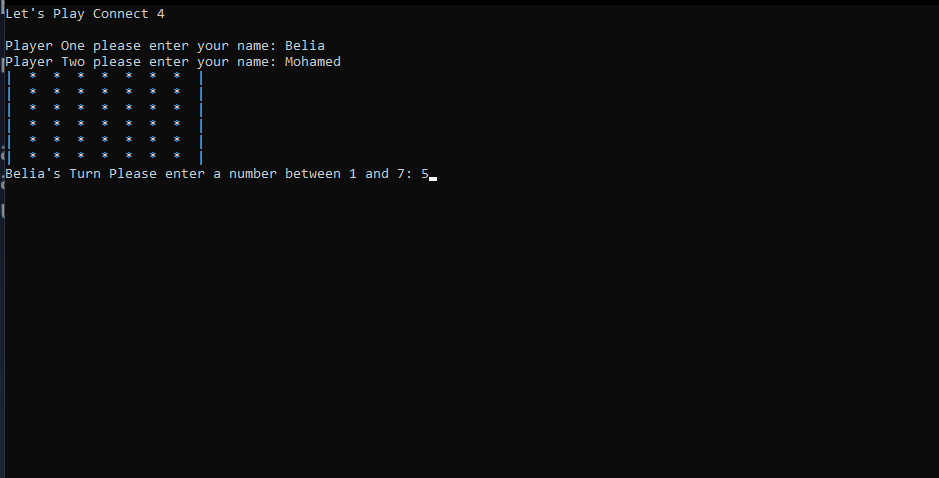 Let's Play Connect 4
Player One please enter your name: Belia
Player Two please enter your name: Mohamed
| * * * * * * * |
| * * * * * * * |
| * * * * * * * |
| * * * * * * * |
| * * * * * * * |
| * * * * * * * |
Belia's Turn Please enter a number between 1 and 7: 5